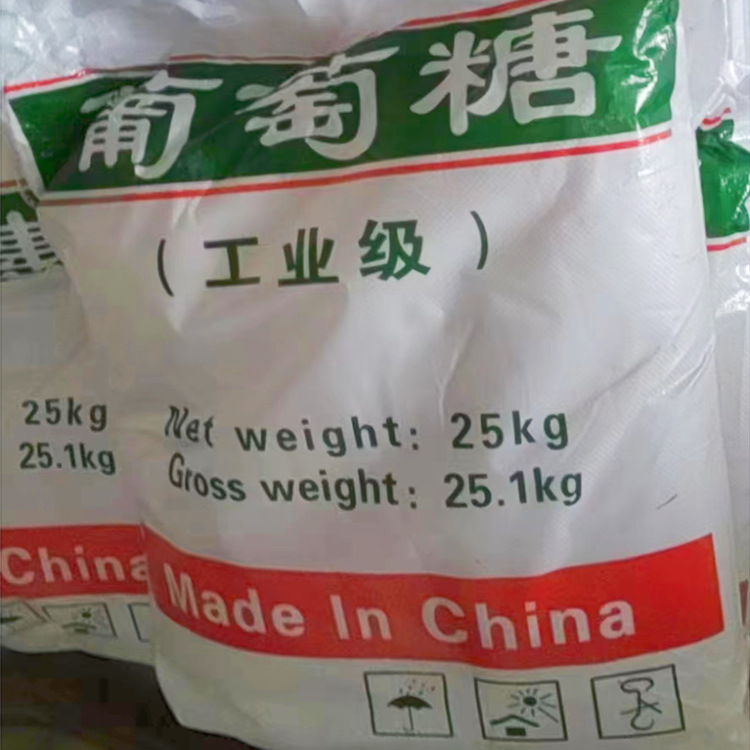 葡萄糖
（工业级）
Net weight: 25kg
Gross weight: 25.1kg
Made In China
25kg
25.1kg
China